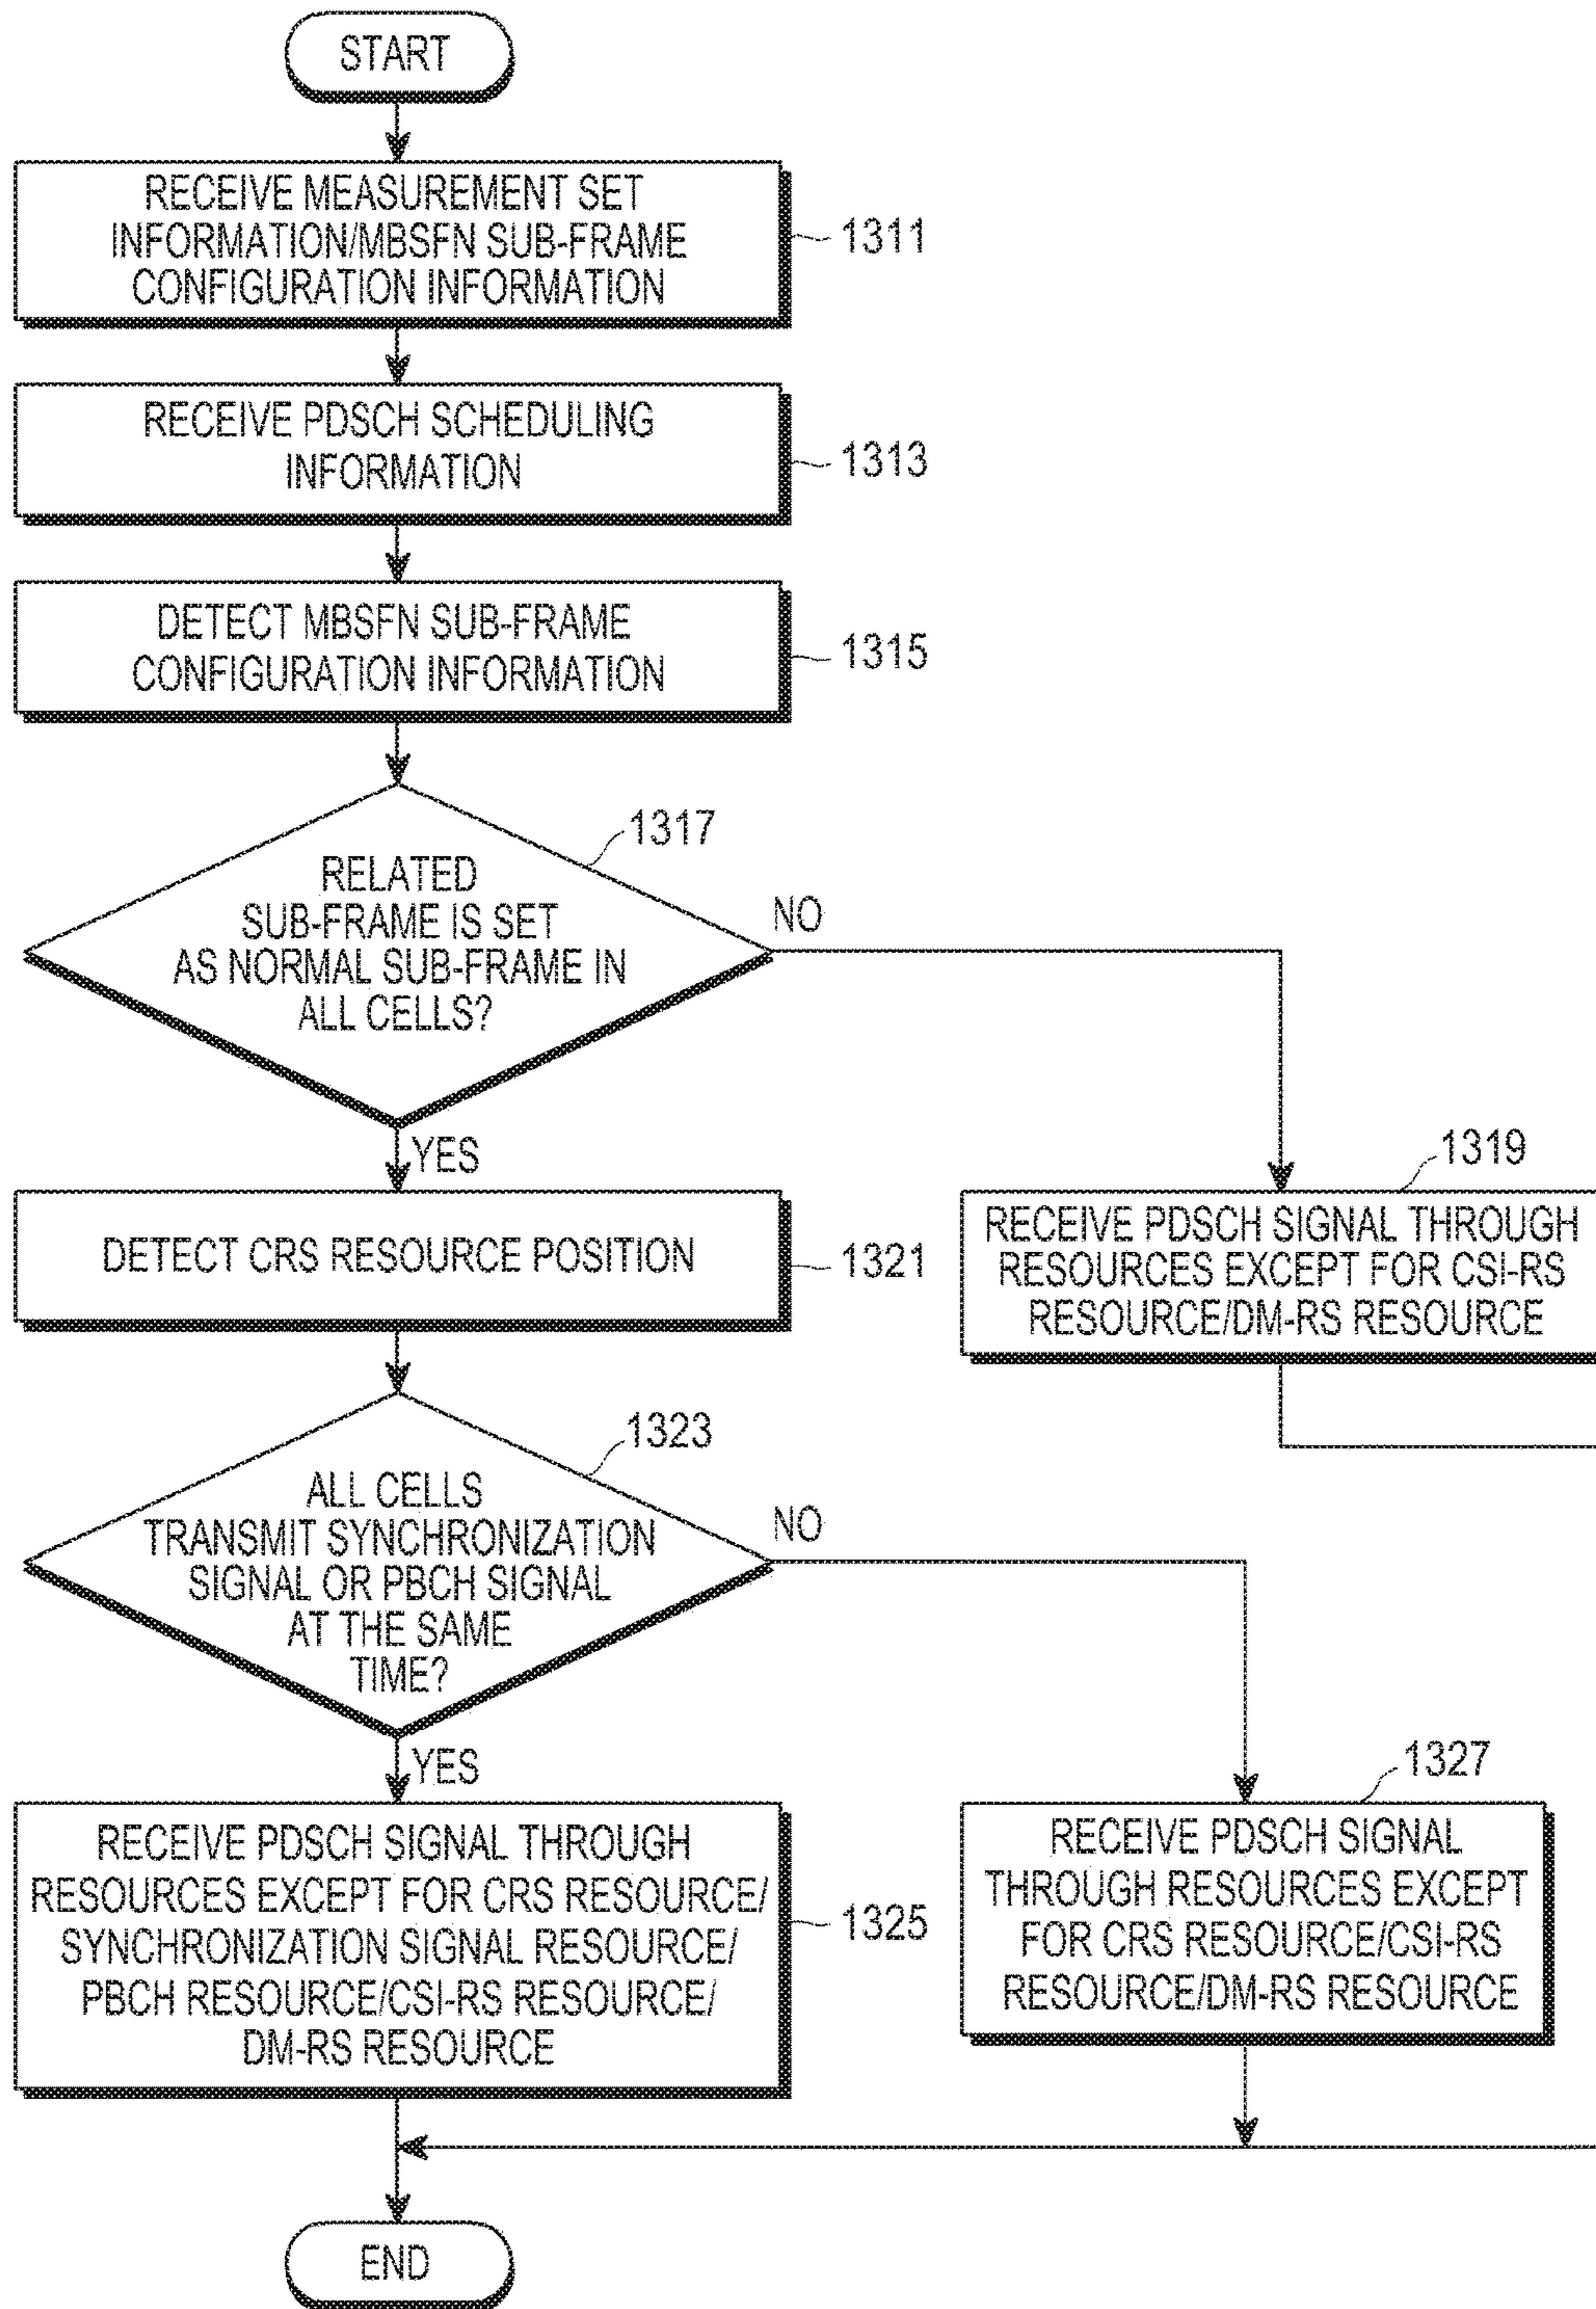 START
RECEIVE MEASUREMENT SET
INFORMATION/MBSFN SUB-FRAME
CONFIGURATION INFORMATION
1311
RECEIVE PDSCH SCHEDULING
INFORMATION
1313
DETECT MBSFN SUB-FRAME
CONFIGURATION INFORMATION
1315
1317
RELATED
SUB-FRAME IS SET
AS NORMAL SUB-FRAME IN
ALL CELLS?
NO
YES
1319
RECEIVE PDSCH SIGNAL THROUGH
RESOURCES EXCEPT FOR CSI-RS
RESOURCE/DM-RS RESOURCE
DETECT CRS RESOURCE POSITION
1321
1323
ALL CELLS
TRANSMIT SYNCHRONIZATION
SIGNAL OR PBCH SIGNAL
AT THE SAME
TIME?
NO
YES
RECEIVE PDSCH SIGNAL THROUGH
RESOURCES EXCEPT FOR CRS RESOURCE/
SYNCHRONIZATION SIGNAL RESOURCE/
PBCH RESOURCE/CSI-RS RESOURCE/
DM-RS RESOURCE
1325
1327
RECEIVE PDSCH SIGNAL
THROUGH RESOURCES EXCEPT
FOR CRS RESOURCE/CSI-RS
RESOURCE/DM-RS RESOURCE
END